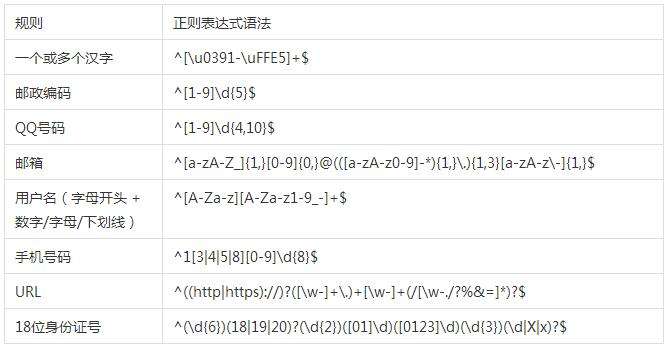 规则 正则表达式语法
一个或多个汉字 ^[\u0391-\uFFE5]+$
邮政编码 ^[1-9]\d{5}$
QQ号码 ^[1-9]\d{4,10}$
邮箱 ^[a-zA-Z_]{1,}[0-9]{0,}@(([a-zA-z0-9]-*){1,}\.){1,3}[a-zA-z\-]{1,}$
用户名（字母开头 + ^[A-Za-z][A-Za-z1-9_-]+$
数字/字母/下划线）
手机号码 ^1[3|4|5|8][0-9]\d{8}$
URL ^((http|https)://)?([\w-]+\.)+[\w-]+(/[\w-./?%&=]*)?$
18位身份证号 ^(\d{6})(18|19|20)?(\d{2})([01]\d)([0123]\d)(\d{3})(\d|X|x)?$